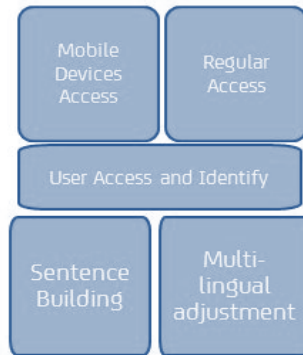 Mobile
Devices
Access
Regular
Access
User Access and Identify
Sentence
Building
Multi-
lingual
adjustment